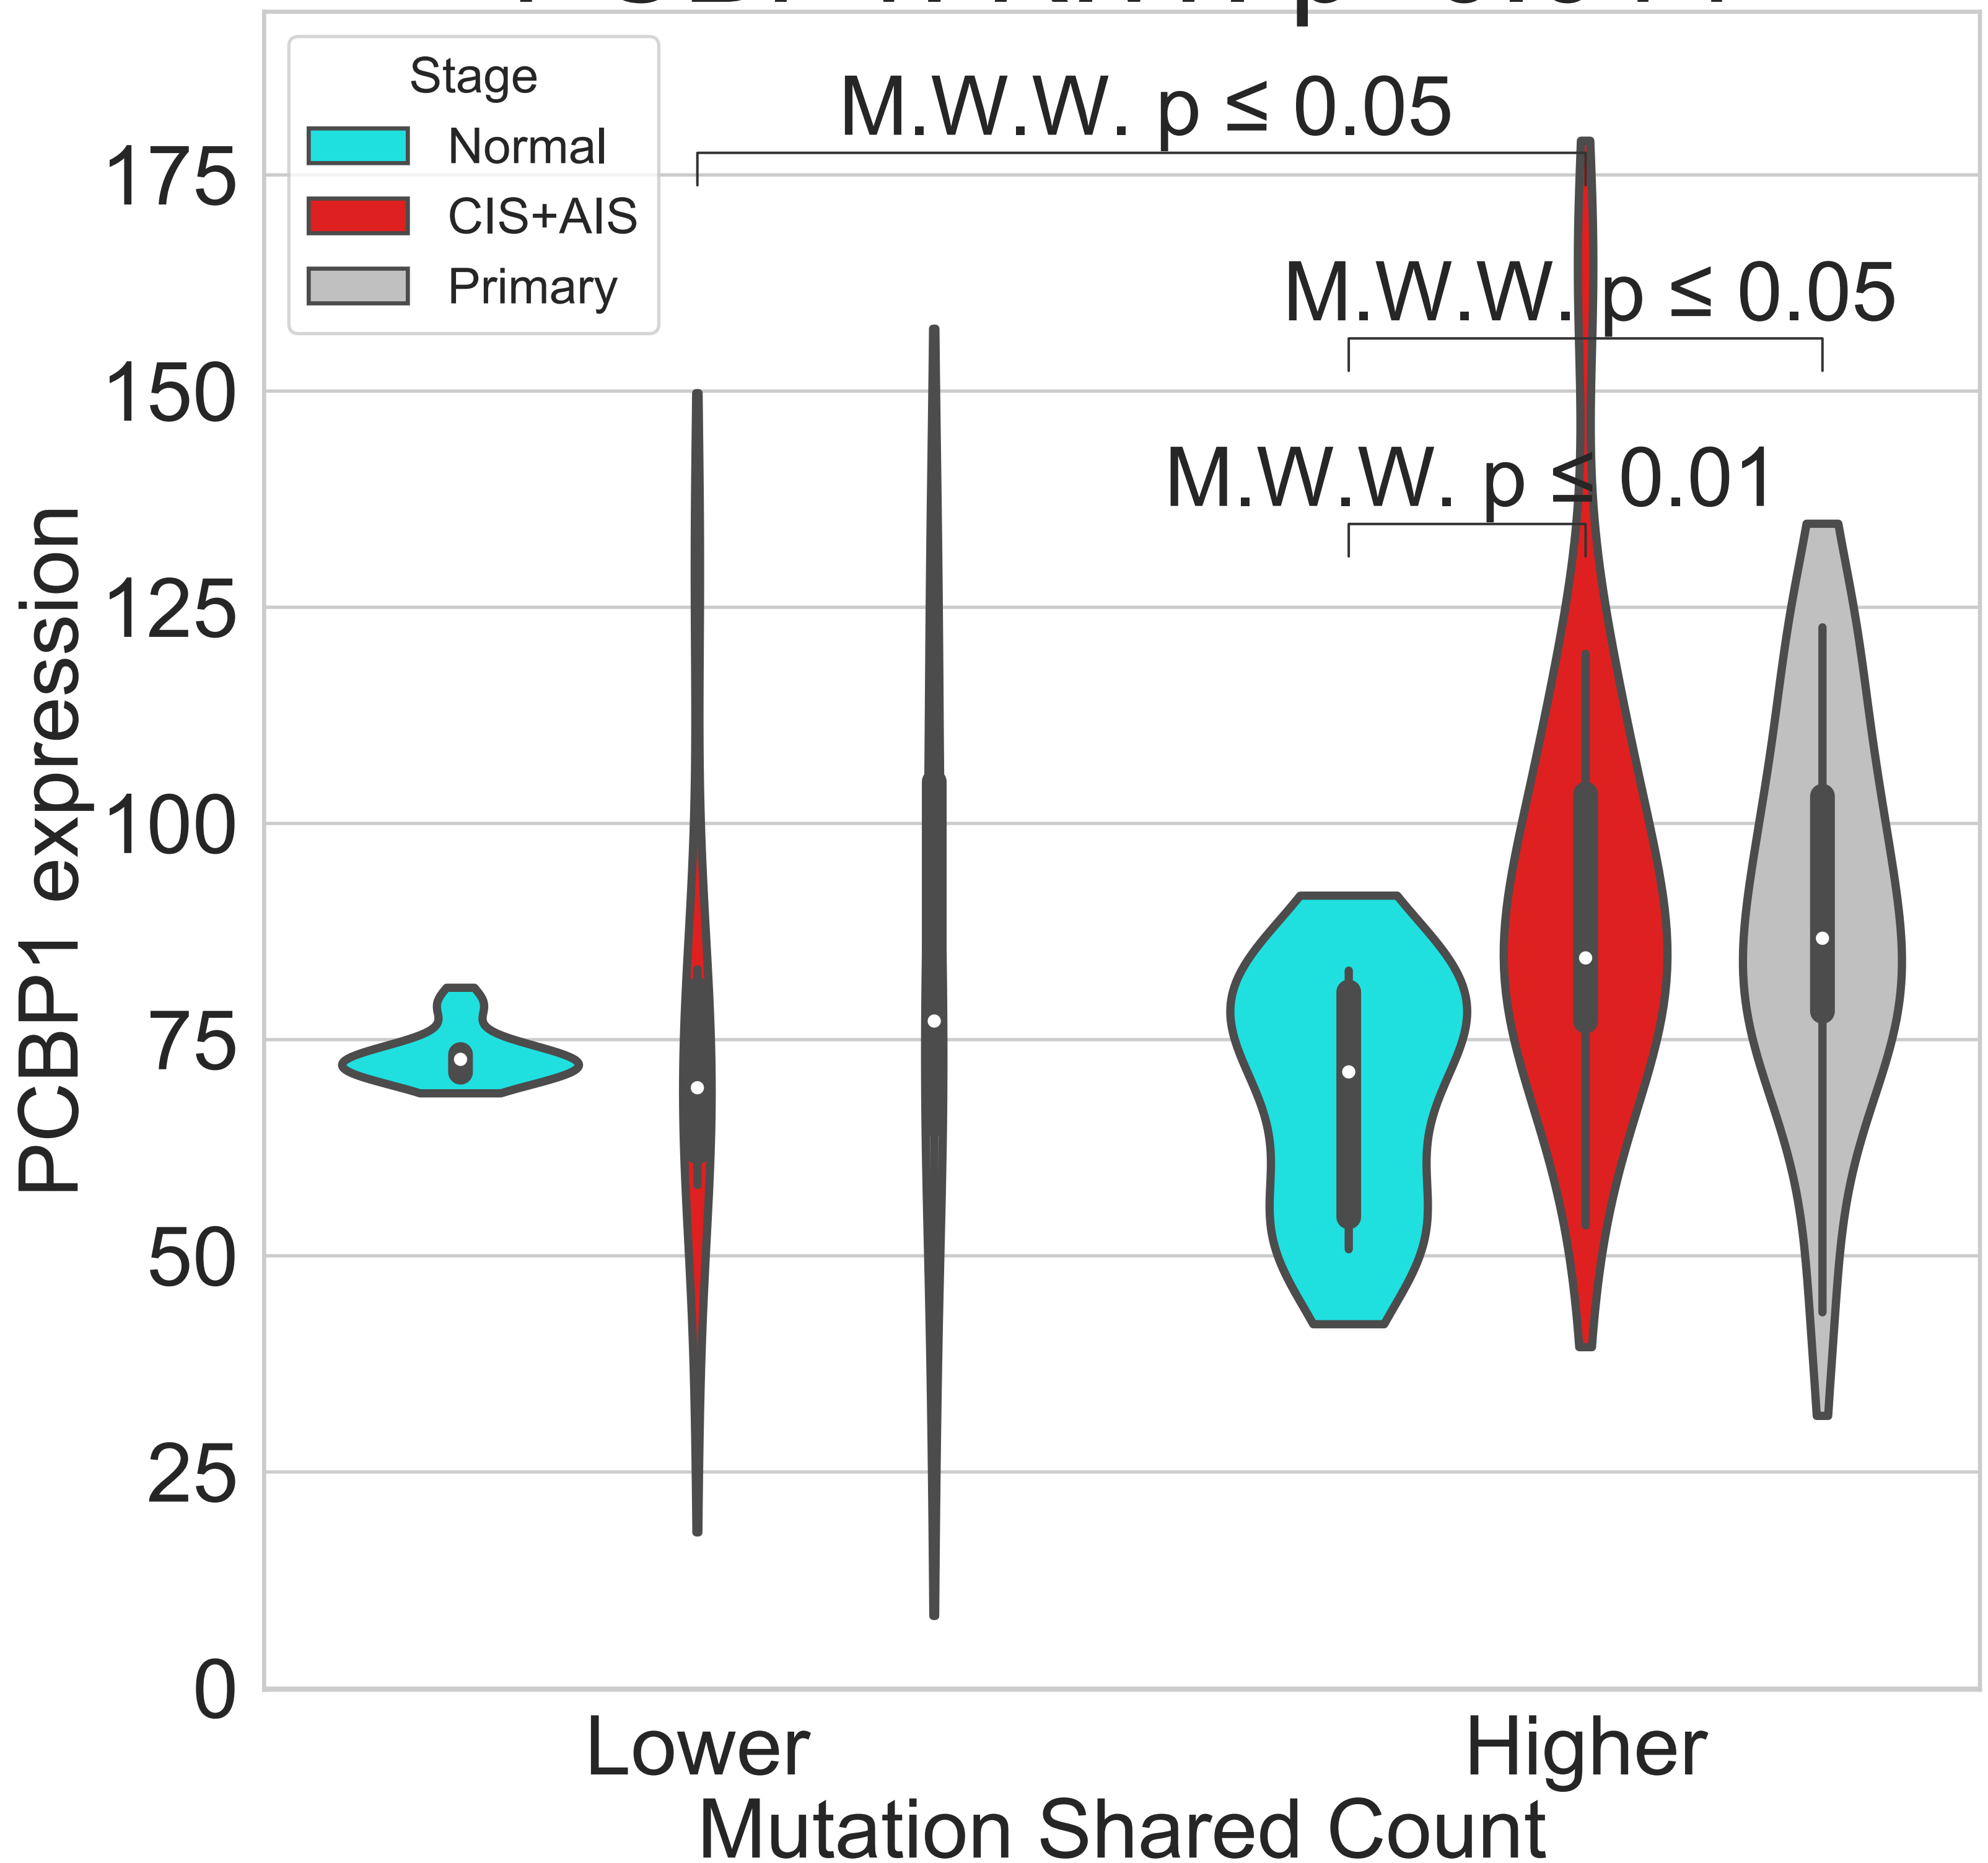 Stage
Normal
CIS+AIS
Primary
M.W.W. p ≤ 0.05
M.W.W. p ≤ 0.05
M.W.W. p ≤ 0.01
175
150
125
100
75
50
25
0
PCBP1 expression
Lower
Higher
Mutation Shared Count